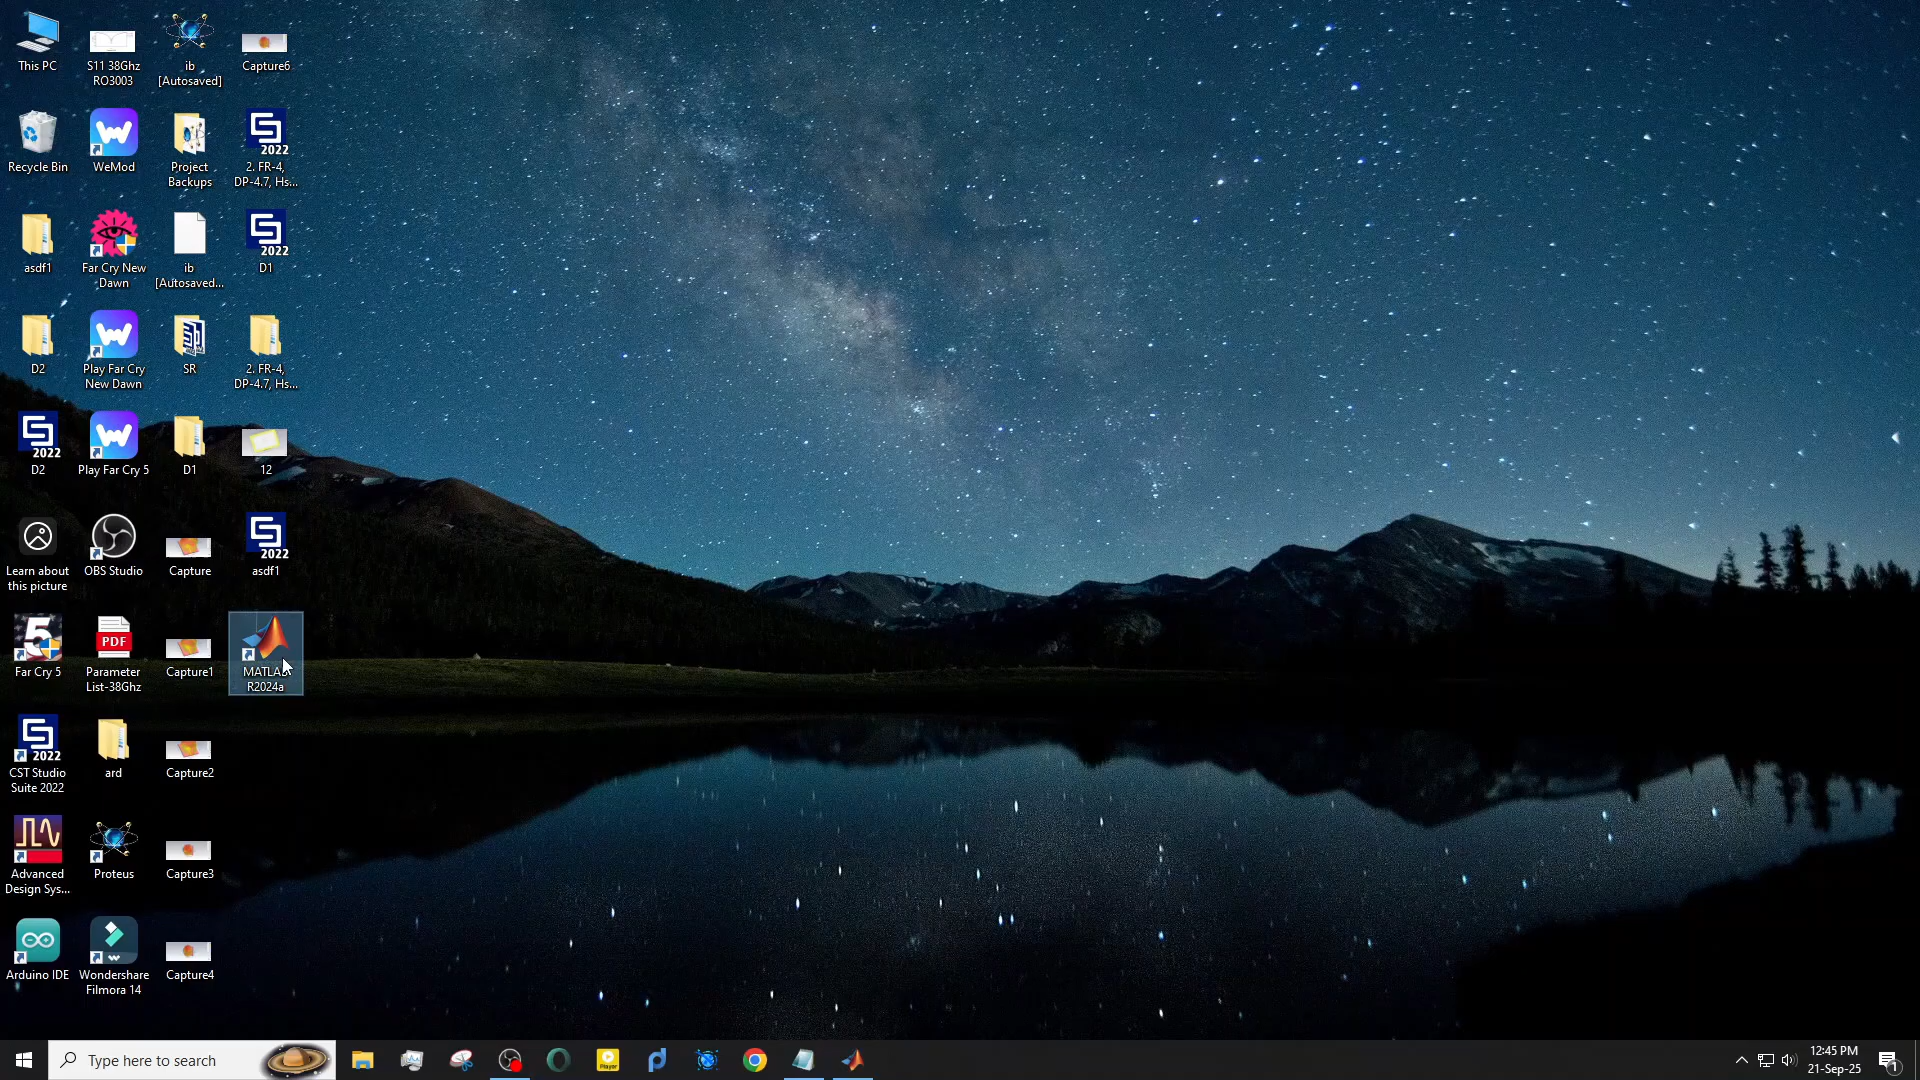 This PC
S11 38Ghz
RO3003
ib
[Autosaved]
Capture6
Recycle Bin
WeMod
Project
Backups
2022
2. FR-4,
DP-4.7, Hs...
asdf1
Far Cry New
Dawn
ib
[Autosaved...
2022
D1
D2
Play Far Cry
New Dawn
SR
2. FR-4,
DP-4.7, Hs...
2022
D2
Play Far Cry 5
D1
12
Learn about
this picture
OBS Studio
Capture
2022
asdf1
5
Far Cry 5
PDF
Parameter
List-38Ghz
Capture1
MATLAB
R2024a
2022
CST Studio
Suite 2022
ard
Capture2
Advanced
Design Sys...
Proteus
Capture3
Arduino IDE
Wondershare
Filmora 14
Capture4
Type here to search
Player
12:45 PM
21-Sep-25
1